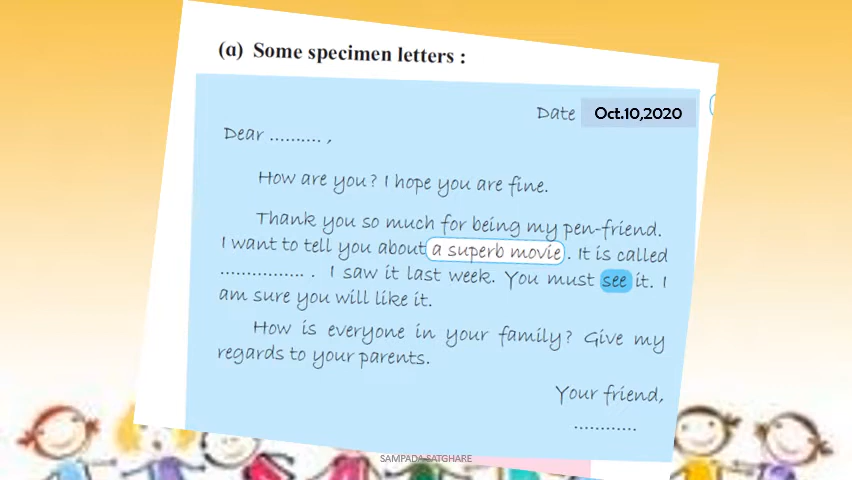 (a) Some specimen letters :
Date Oct.10,2020
Dear .......... ,
How are you? I hope you are fine.
Thank you so much for being my pen-friend.
I want to tell you about a superb movie . It is called
................ . I saw it last week. You must see it. I
am sure you will like it.
How is everyone in your family? Give my
regards to your parents.
Your friend,
............
SAMPADA SATGHARE